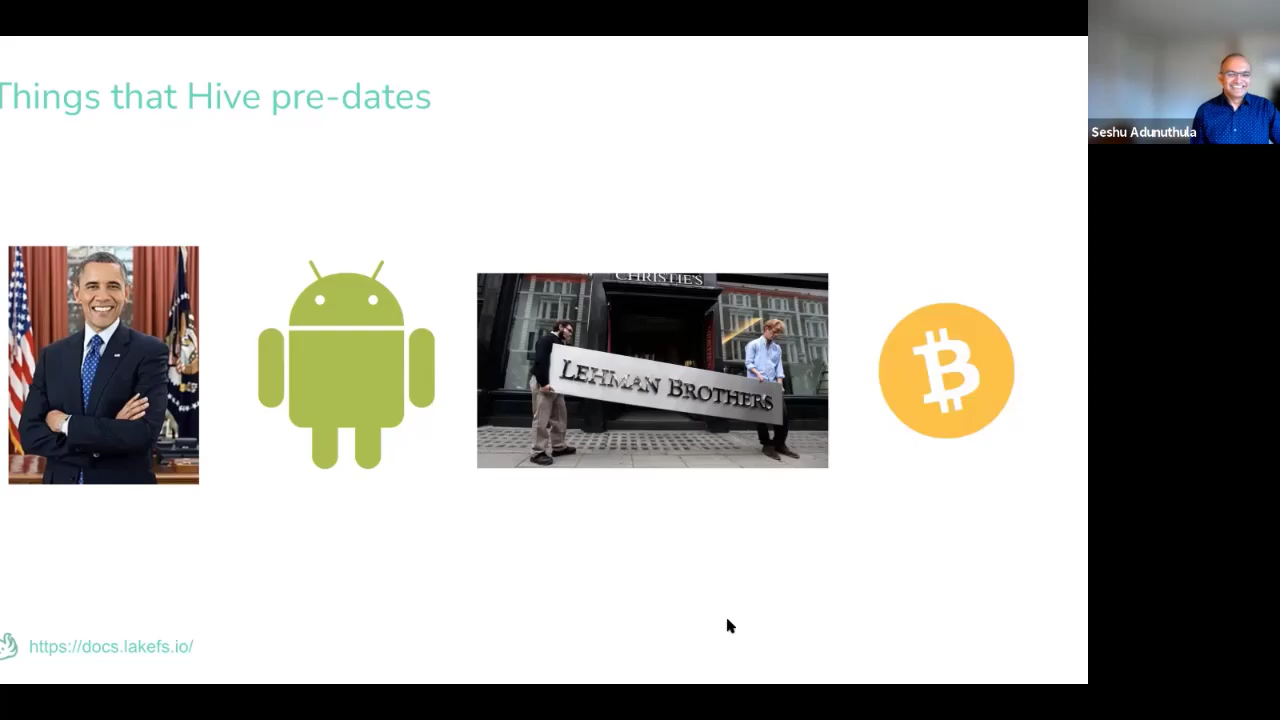 Things that Hive pre-dates
Seshu Adunuthula
CHRISTIE'S
LEHMAN BROTHERS
https://docs.lakefs.io/